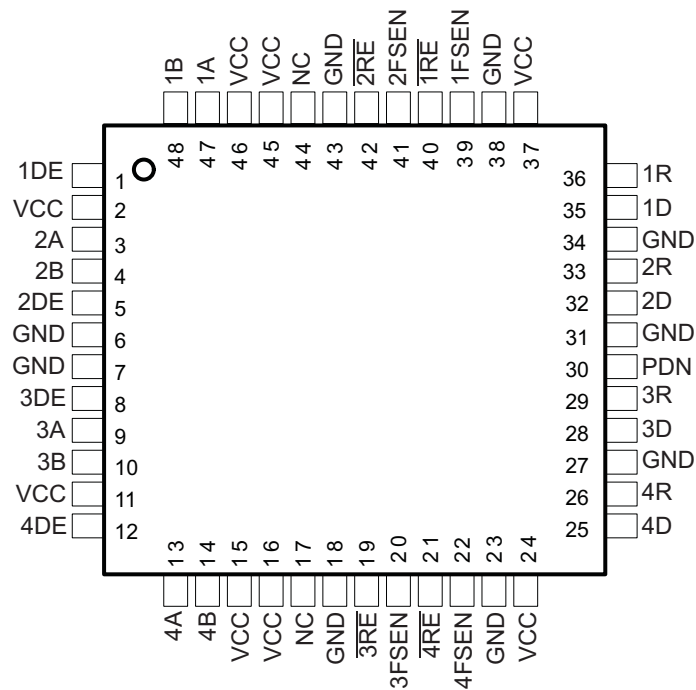 1B 1A VCC VCC NC GND 2RE 2FSEN 1RE 1FSEN GND VCC
48 47 46 45 44 43 42 41 40 39 38 37
1DE 1 36 1R
VCC 2 35 1D
2A 3 34 GND
2B 4 33 2R
2DE 5 32 2D
GND 6 31 GND
GND 7 30 PDN
3DE 8 29 3R
3A 9 28 3D
3B 10 27 GND
VCC 11 26 4R
4DE 12 25 4D
13 14 15 16 17 18 19 20 21 22 23 24
4A 4B VCC VCC NC GND 3RE 3FSEN 4RE 4FSEN GND VCC